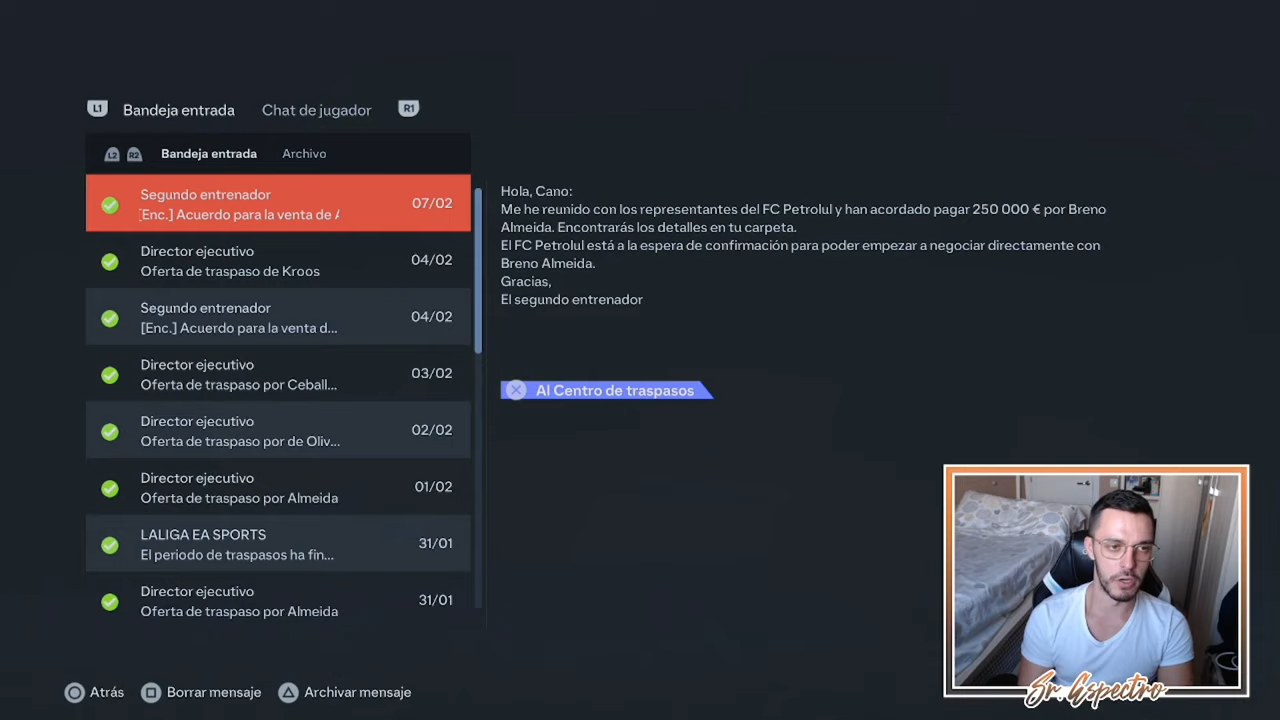 L1 Bandeja entrada Chat de jugador R1
L2 R2 Bandeja entrada Archivo
Segundo entrenador
[Enc.] Acuerdo para la venta de A
07/02
Director ejecutivo
Oferta de traspaso de Kroos
04/02
Segundo entrenador
[Enc.] Acuerdo para la venta d...
04/02
Director ejecutivo
Oferta de traspaso por Ceball...
03/02
Director ejecutivo
Oferta de traspaso por de Oliv...
02/02
Director ejecutivo
Oferta de traspaso por Almeida
01/02
LALIGA EA SPORTS
El periodo de traspasos ha fin...
31/01
Director ejecutivo
Oferta de traspaso por Almeida
31/01
Hola, Cano:
Me he reunido con los representantes del FC Petrolul y han acordado pagar 250 000 € por Breno
Almeida. Encontrarás los detalles en tu carpeta.
El FC Petrolul está a la espera de confirmación para poder empezar a negociar directamente con
Breno Almeida.
Gracias,
El segundo entrenador
Al Centro de traspasos
Atrás Borrar mensaje Archivar mensaje
Sr. Aspectro